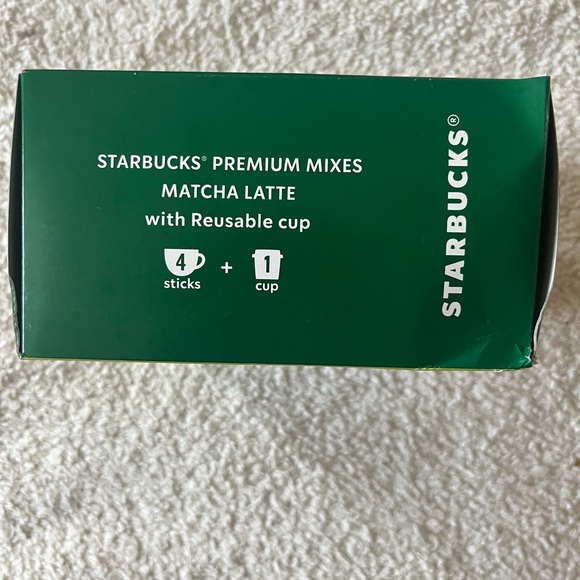 STARBUCKS® PREMIUM MIXES
MATCHA LATTE
with Reusable cup
4 + 1
sticks cup
STARBUCKS®